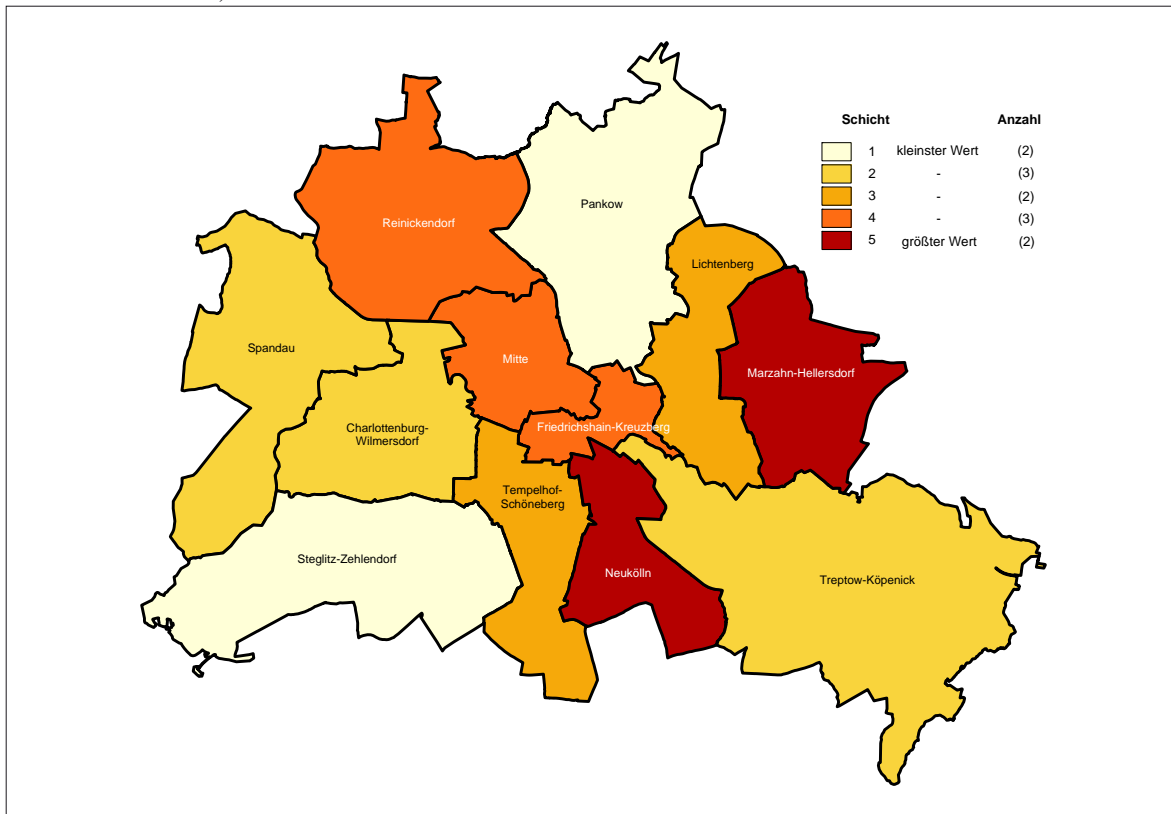 Schicht Anzahl
1 kleinster Wert (2)
2 - (3)
3 - (2)
4 - (3)
5 größter Wert (2)
Pankow
Reinickendorf
Lichtenberg
Spandau
Mitte
Marzahn-Hellersdorf
Charlottenburg-
Wilmersdorf
Friedrichshain-Kreuzberg
Tempelhof-
Schöneberg
Steglitz-Zehlendorf
Neukölln
Treptow-Köpenick